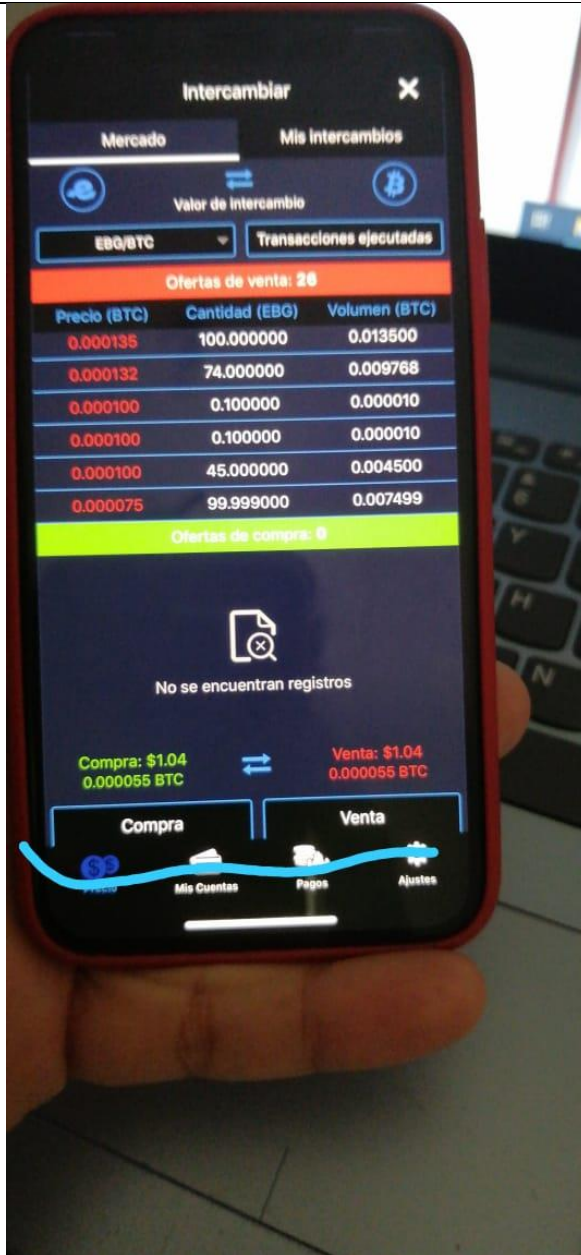 Intercambiar
Mercado Mis intercambios
Valor de intercambio
EBG/BTC Transacciones ejecutadas
Ofertas de venta: 26
Precio (BTC) Cantidad (EBG) Volumen (BTC)
0.000135 100.000000 0.013500
0.000132 74.000000 0.009768
0.000100 0.100000 0.000010
0.000100 0.100000 0.000010
0.000100 45.000000 0.004500
0.000075 99.999000 0.007499
Ofertas de compra: 0
No se encuentran registros
Compra: $1.04 Venta: $1.04
0.000055 BTC 0.000055 BTC
Compra Venta
Precio Mis Cuentas Pagos Ajustes